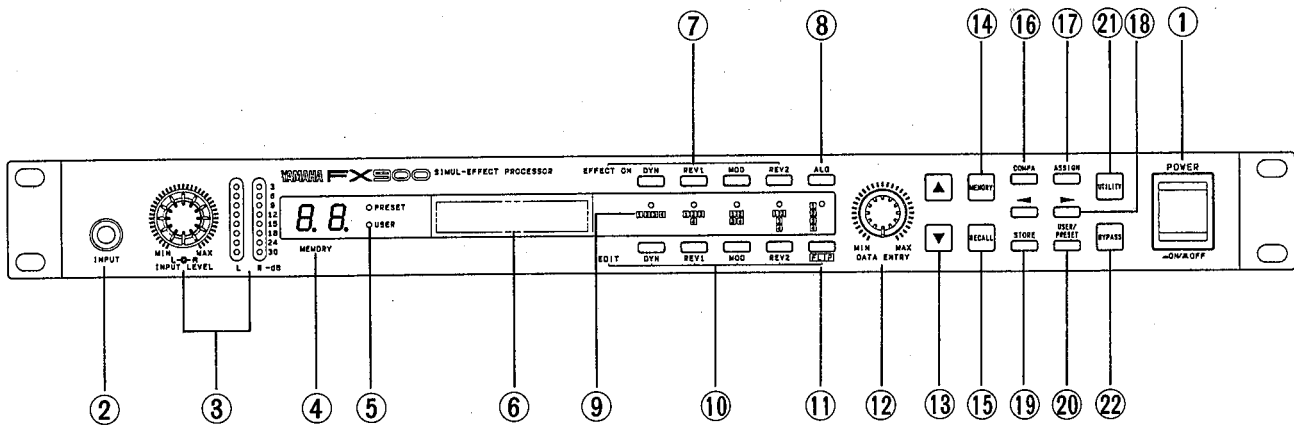 ⑦ ⑧ ⑭ ⑯ ⑰ ㉑ ⑱ ①
YAMAHA FX900 SIMUL-EFFECT PROCESSOR
EFFECT ON DYN REV1 MOD REV2 ALG
COMPA ASSIGN POWER
MEMORY UTILITY
3
6
9
12
15
18
24
30
8.8.
PRESET
USER
MEMORY
INPUT
MIN MAX
L-O-R
INPUT LEVEL
L R -dB
EDIT DYN REV1 MOD REV2 FLIP
MIN MAX
DATA ENTRY
RECALL STORE USER/
PRESET
BYPASS
ON/ OFF
② ③ ④ ⑤ ⑥ ⑨ ⑩ ⑪ ⑫ ⑬ ⑮ ⑲ ⑳ ㉒